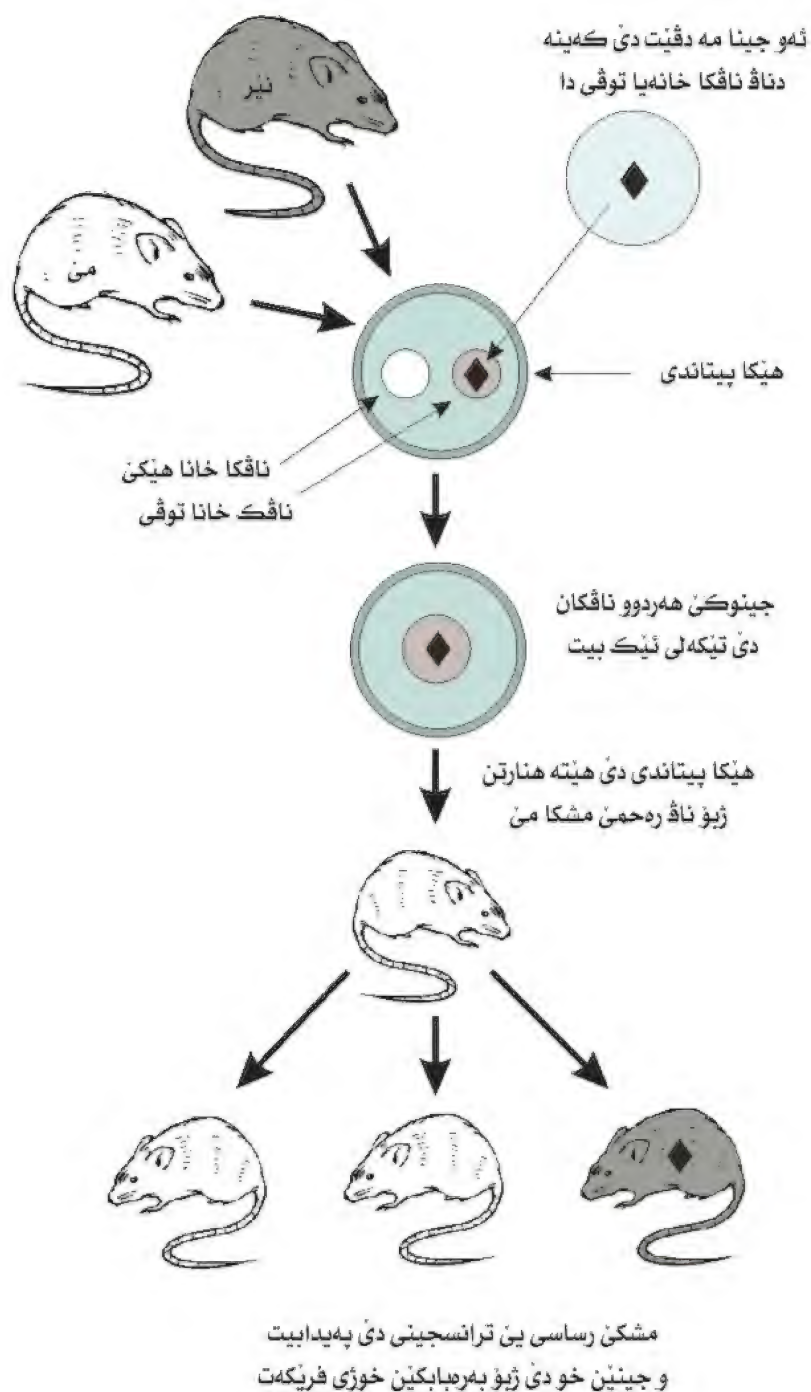 ئەو جینا مە دڤێت دێ کەینە
دناڤ ناڤکا خانەیا توڤی دا
نێر
مێ
هێکا پیتاندی
ناڤکا خانا هێکێ
ناڤک خانا توڤی
جینوکێ هەردوو ناڤکان
دێ تێکەلی ئێک بیت
هێکا پیتاندی دێ هێتە هنارتن
ژبۆ ناڤ رەحمێ مشکا مێ
مشکێ رساسی یێ ترانسجینی دێ پەیدابیت
و جینێن خو دێ ژبۆ بەرەبابکێن خوژی فرێکەت